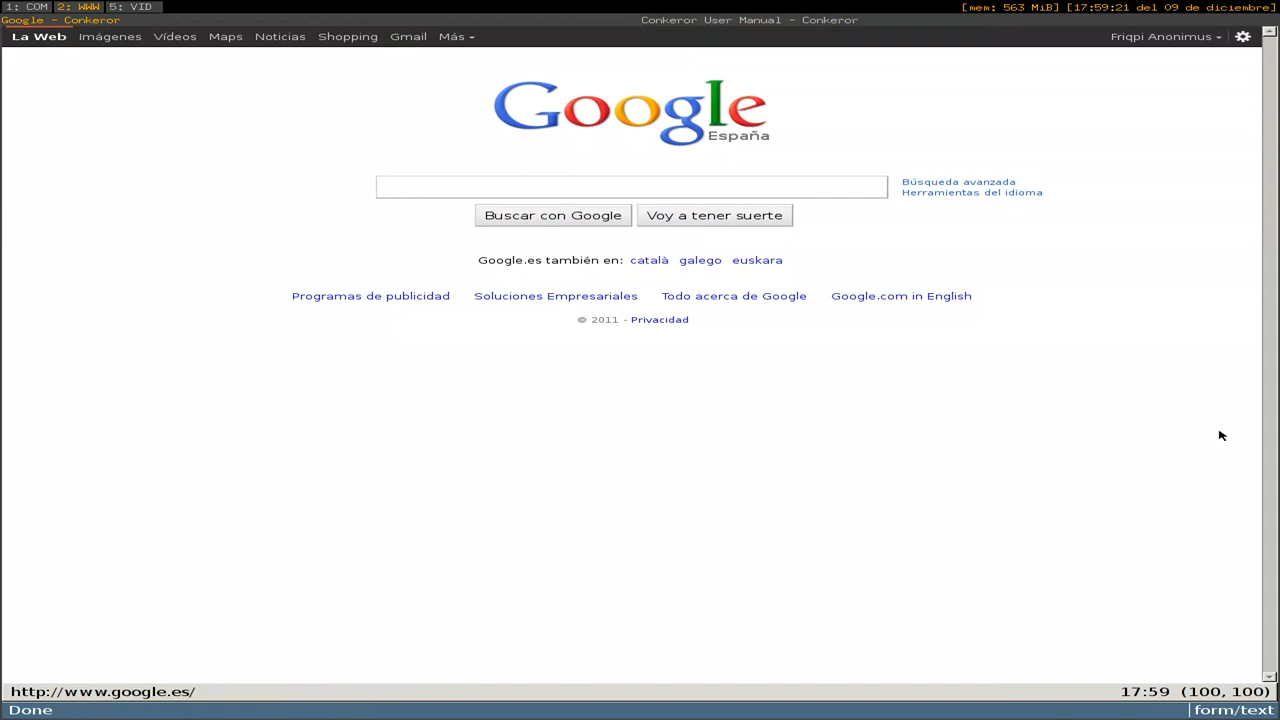 1: COM 2: WWW 5: VID [mem: 563 MiB] [17:59:21 del 09 de diciembre]
Google - Conkeror Conkeror User Manual - Conkeror
La Web Imágenes Vídeos Maps Noticias Shopping Gmail Más Friqpi Anonimus
Google
España
Búsqueda avanzada
Herramientas del idioma
Buscar con Google Voy a tener suerte
Google.es también en: català galego euskara
Programas de publicidad Soluciones Empresariales Todo acerca de Google Google.com in English
© 2011 - Privacidad
http://www.google.es/ 17:59 (100, 100)
Done form/text